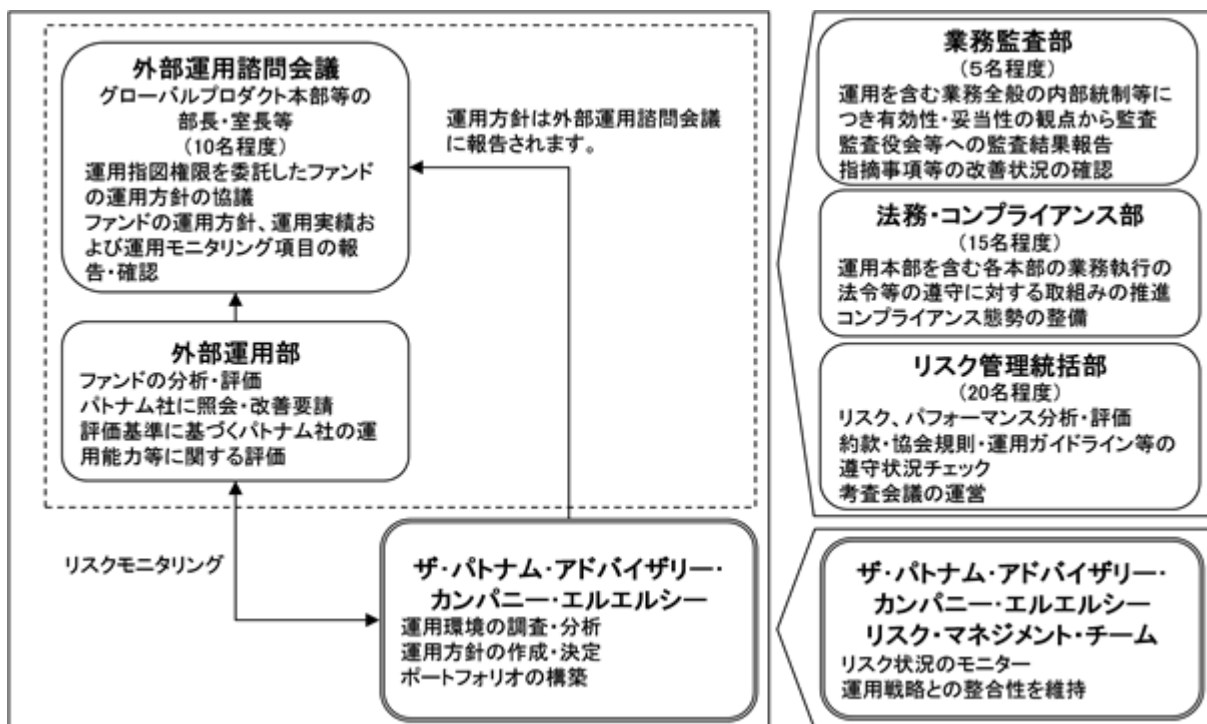 外部運用諮問会議
グローバルプロダクト本部等の
部長・室長等
(10名程度)
運用指図権限を委託したファンド
の運用方針の協議
ファンドの運用方針、運用実績お
よび運用モニタリング項目の報
告・確認
運用方針は外部運用諮問会議
に報告されます。
外部運用部
ファンドの分析・評価
パトナム社に照会・改善要請
評価基準に基づくパトナム社の運
用能力等に関する評価
リスクモニタリング
ザ・パトナム・アドバイザリー・
カンパニー・エルエルシー
運用環境の調査・分析
運用方針の作成・決定
ポートフォリオの構築
業務監査部
(5名程度)
運用を含む業務全般の内部統制等に
つき有効性・妥当性の観点から監査
監査役会等への監査結果報告
指摘事項等の改善状況の確認
法務・コンプライアンス部
(15名程度)
運用本部を含む各本部の業務執行の
法令等の遵守に対する取組みの推進
コンプライアンス態勢の整備
リスク管理統括部
(20名程度)
リスク、パフォーマンス分析・評価
約款・協会規則・運用ガイドライン等の
遵守状況チェック
考査会議の運営
ザ・パトナム・アドバイザリー・
カンパニー・エルエルシー
リスク・マネジメント・チーム
リスク状況のモニター
運用戦略との整合性を維持